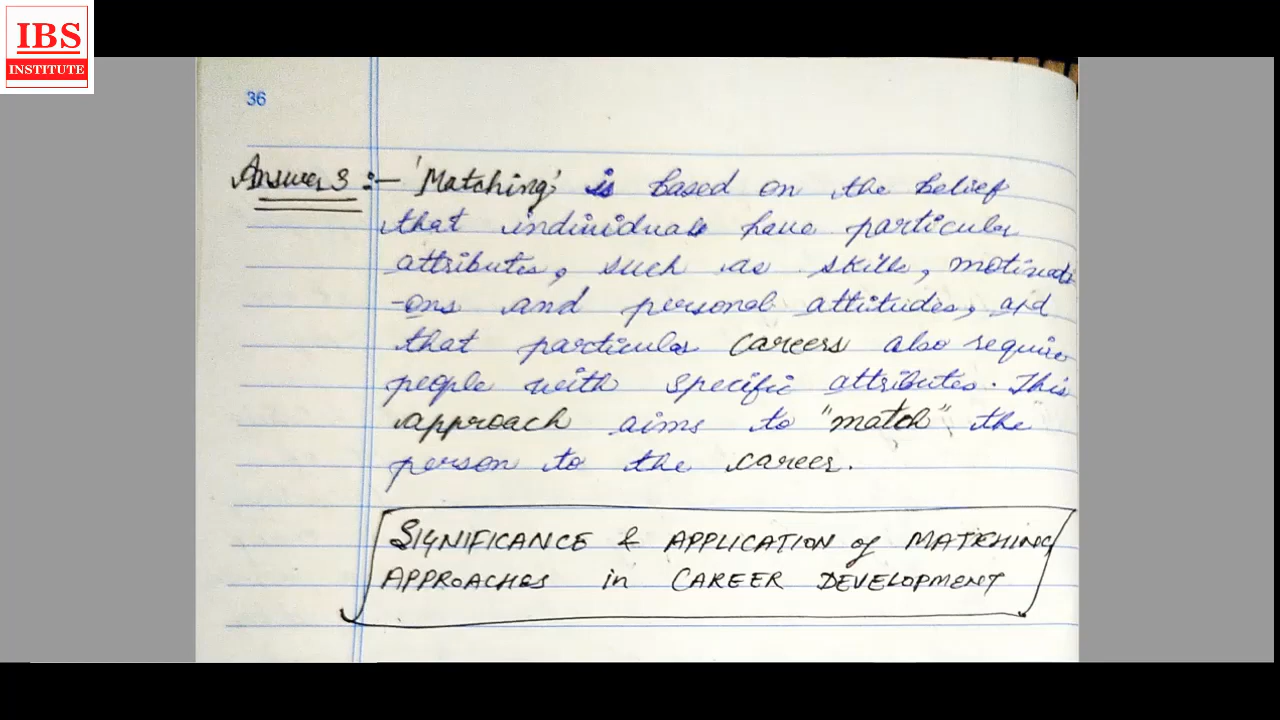 IBS
INSTITUTE
36
Answer 3 :- 'Matching' is based on the belief
that individuals have particular
attributes, such as skills, motivati
-ons and personal attitudes, and
that particular careers also require
people with specific attributes. This
approach aims to "match" the
person to the career.
SIGNIFICANCE & APPLICATION of MATCHING
APPROACHES in CAREER DEVELOPMENT